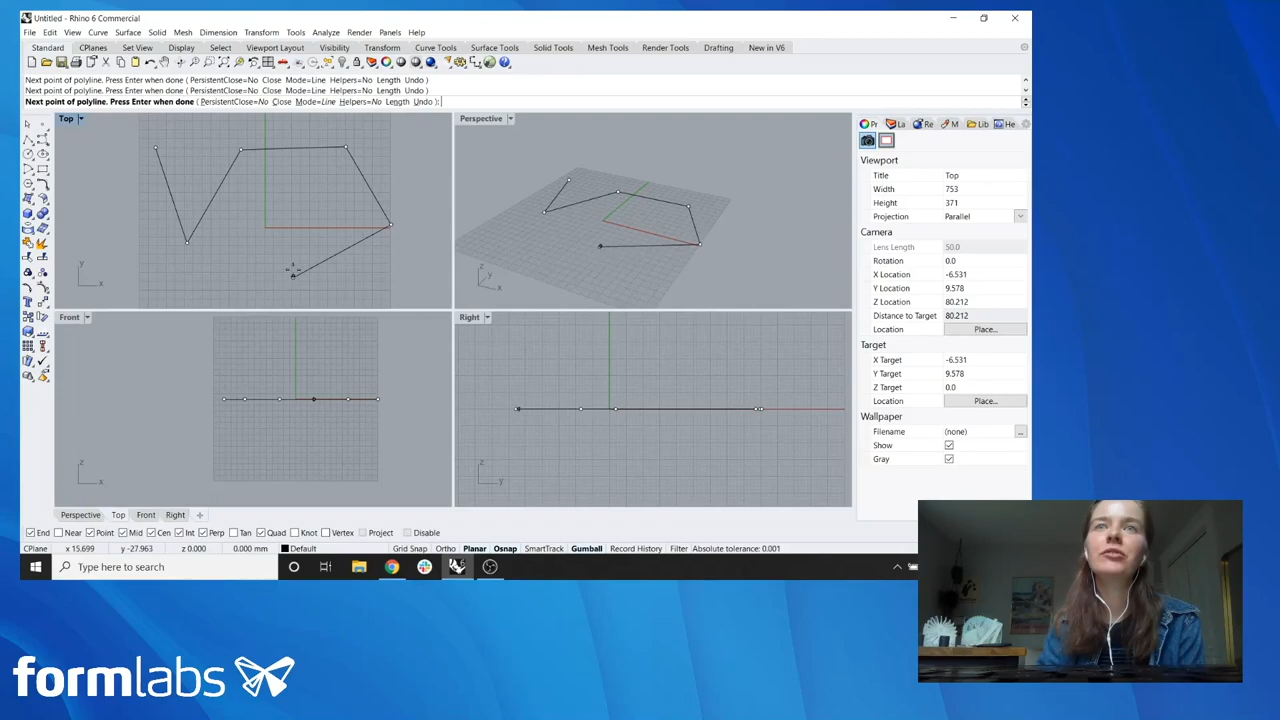 Untitled - Rhino 6 Commercial
File Edit View Curve Surface Solid Mesh Dimension Transform Tools Analyze Render Panels Help
Standard CPlanes Set View Display Select Viewport Layout Visibility Transform Curve Tools Surface Tools Solid Tools Mesh Tools Render Tools Drafting New in V6
Next point of polyline. Press Enter when done ( PersistentClose=No Close Mode=Line Helpers=No Length Undo )
Next point of polyline. Press Enter when done ( PersistentClose=No Close Mode=Line Helpers=No Length Undo )
Next point of polyline. Press Enter when done ( PersistentClose=No Close Mode=Line Helpers=No Length Undo ):
Top
Perspective
Pr La Re M Lib He
Viewport
Title Top
Width 753
Height 371
Projection Parallel
Camera
Lens Length 50.0
Rotation 0.0
X Location -6.531
Y Location 9.578
Z Location 80.212
Distance to Target 80.212
Location Place...
Target
X Target -6.531
Y Target 9.578
Z Target 0.0
Location Place...
Wallpaper
Filename (none) ...
Show
Gray
y
x
z
y
x
Front
Right
z
x
z
y
Perspective Top Front Right
End Near Point Mid Cen Int Perp Tan Quad Knot Vertex Project Disable
CPlane x 15.699 y -27.963 z 0.000 0.000 mm Default Grid Snap Ortho Planar Osnap SmartTrack Gumball Record History Filter Absolute tolerance: 0.001
Type here to search
formlabs